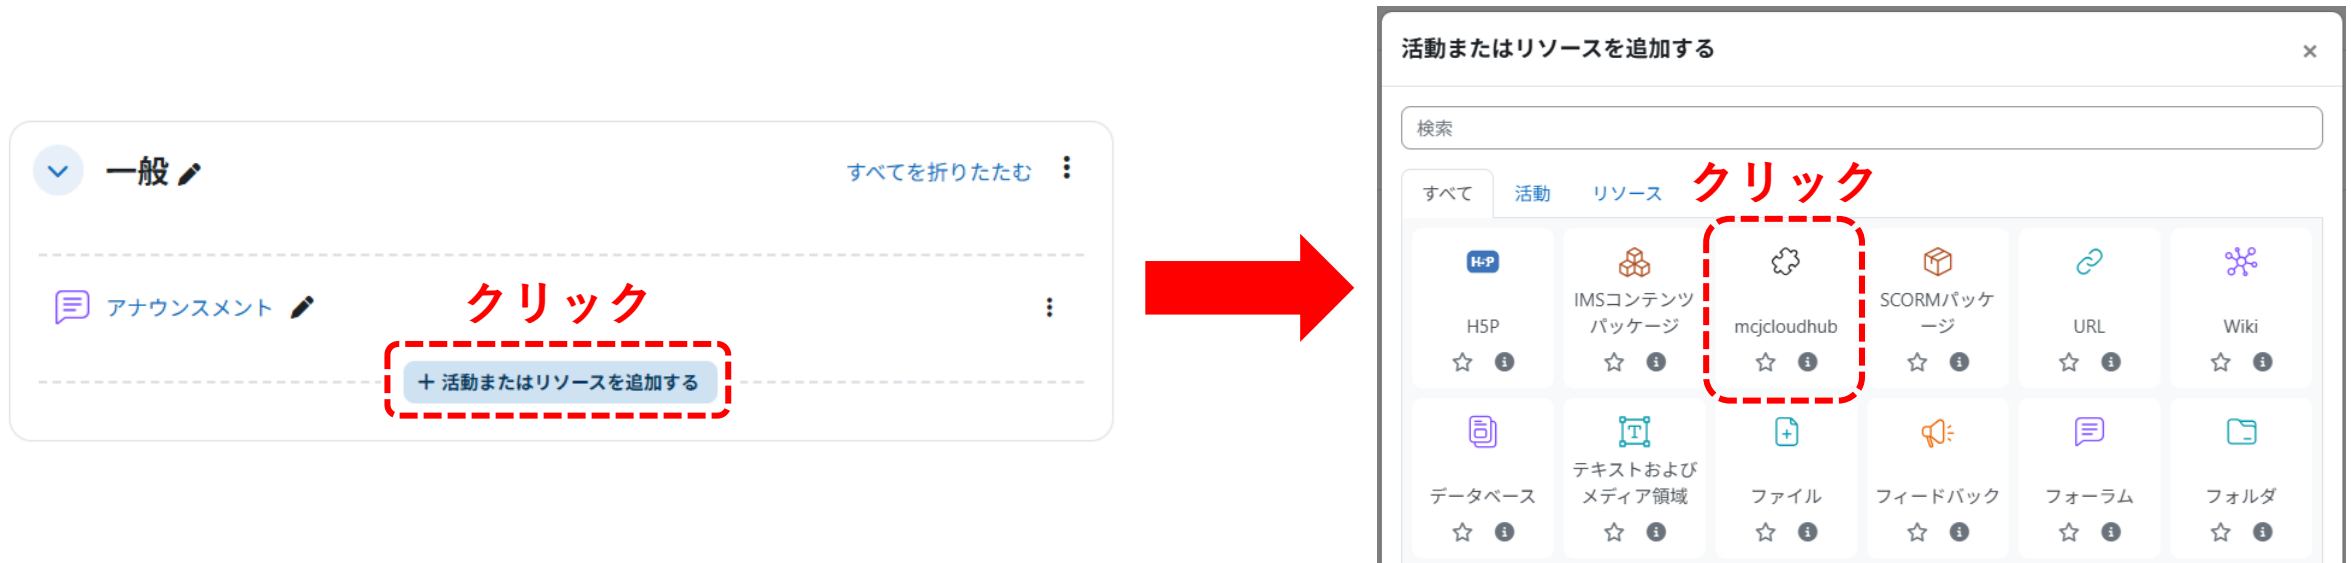 一般
すべてを折りたたむ
アナウンスメント
クリック
+ 活動またはリソースを追加する
活動またはリソースを追加する
×
検索
すべて
活動
リソース
クリック
H5P
H5P
IMSコンテンツ
パッケージ
mcjcloudhub
SCORMパッケ
ージ
URL
Wiki
データベース
テキストおよび
メディア領域
ファイル
フィードバック
フォーラム
フォルダ